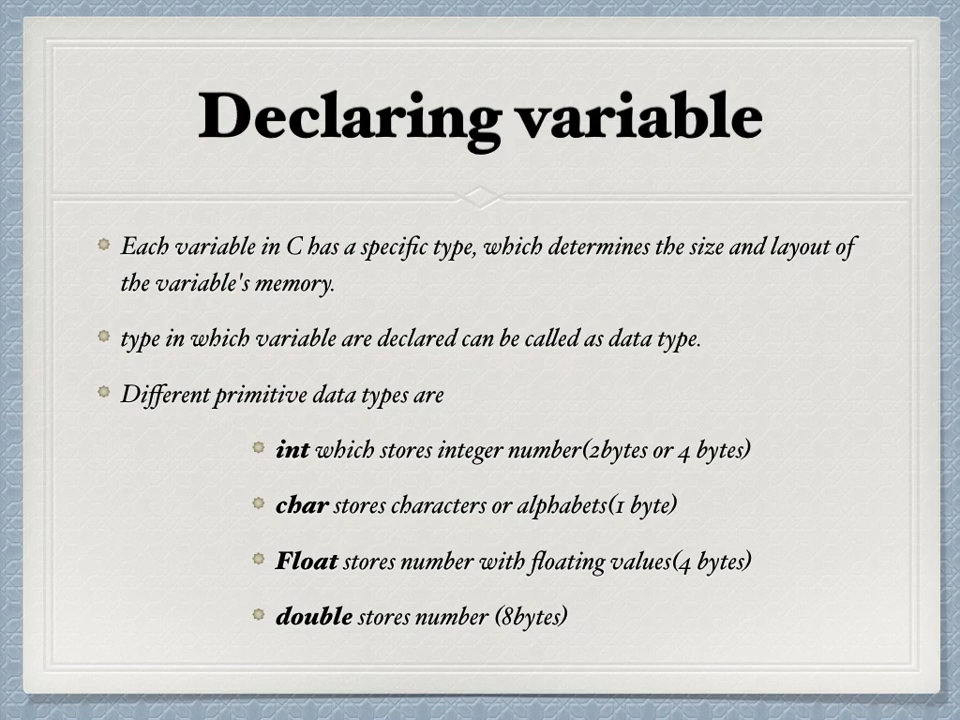 Declaring variable
Each variable in C has a specific type, which determines the size and layout of
the variable's memory.
type in which variable are declared can be called as data type.
Different primitive data types are
int which stores integer number(2bytes or 4 bytes)
char stores characters or alphabets(1 byte)
Float stores number with floating values(4 bytes)
double stores number (8bytes)